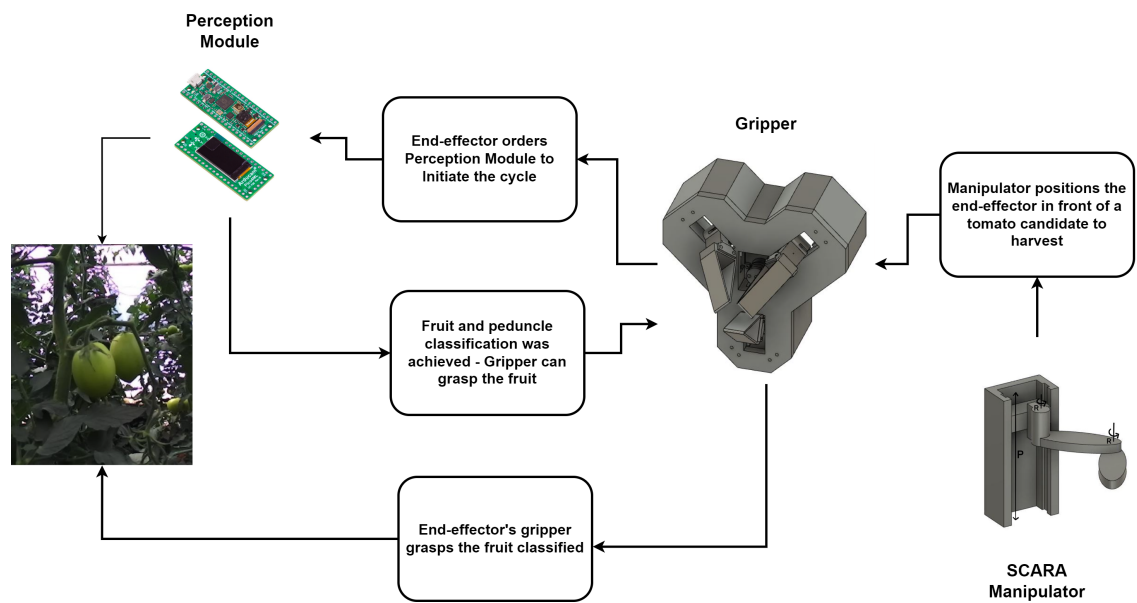 Perception
Module
End-effector orders
Perception Module to
Initiate the cycle
Gripper
Manipulator positions the
end-effector in front of a
tomato candidate to
harvest
Fruit and peduncle
classification was
achieved - Gripper can
grasp the fruit
End-effector's gripper
grasps the fruit classified
P
R
R
SCARA
Manipulator